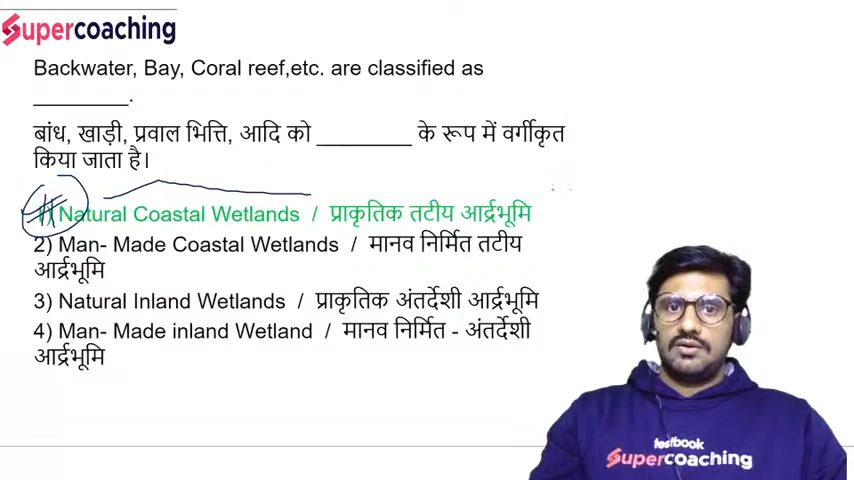 Supercoaching
Backwater, Bay, Coral reef,etc. are classified as
________.
बांध, खाड़ी, प्रवाल भित्ति, आदि को ________ के रूप में वर्गीकृत
किया जाता है।
1) Natural Coastal Wetlands / प्राकृतिक तटीय आर्द्रभूमि
2) Man- Made Coastal Wetlands / मानव निर्मित तटीय
आर्द्रभूमि
3) Natural Inland Wetlands / प्राकृतिक अंतर्देशी आर्द्रभूमि
4) Man- Made inland Wetland / मानव निर्मित - अंतर्देशी
आर्द्रभूमि
testbook
Supercoaching